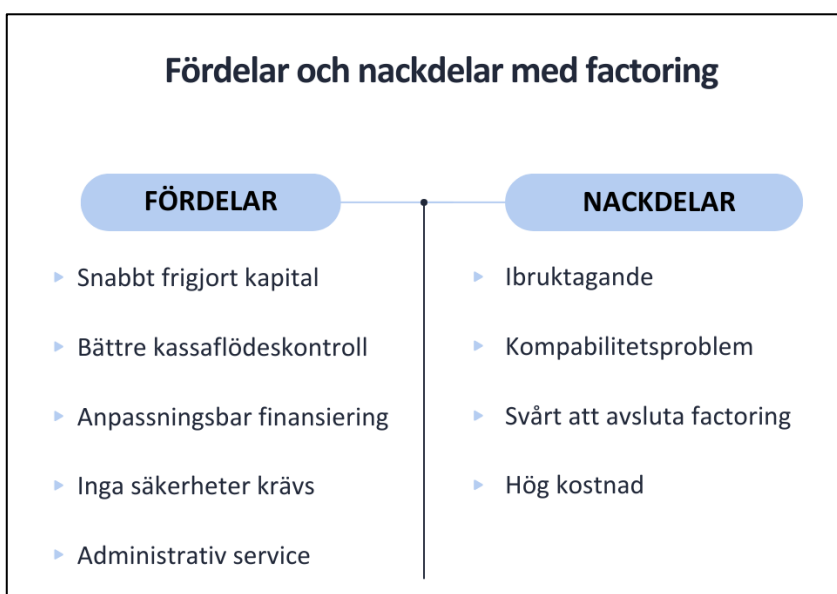 Fördelar och nackdelar med factoring
FÖRDELAR
Snabbt frigjort kapital
Bättre kassaflödeskontroll
Anpassningsbar finansiering
Inga säkerheter krävs
Administrativ service
NACKDELAR
Ibruktagande
Kompabilitetsproblem
Svårt att avsluta factoring
Hög kostnad